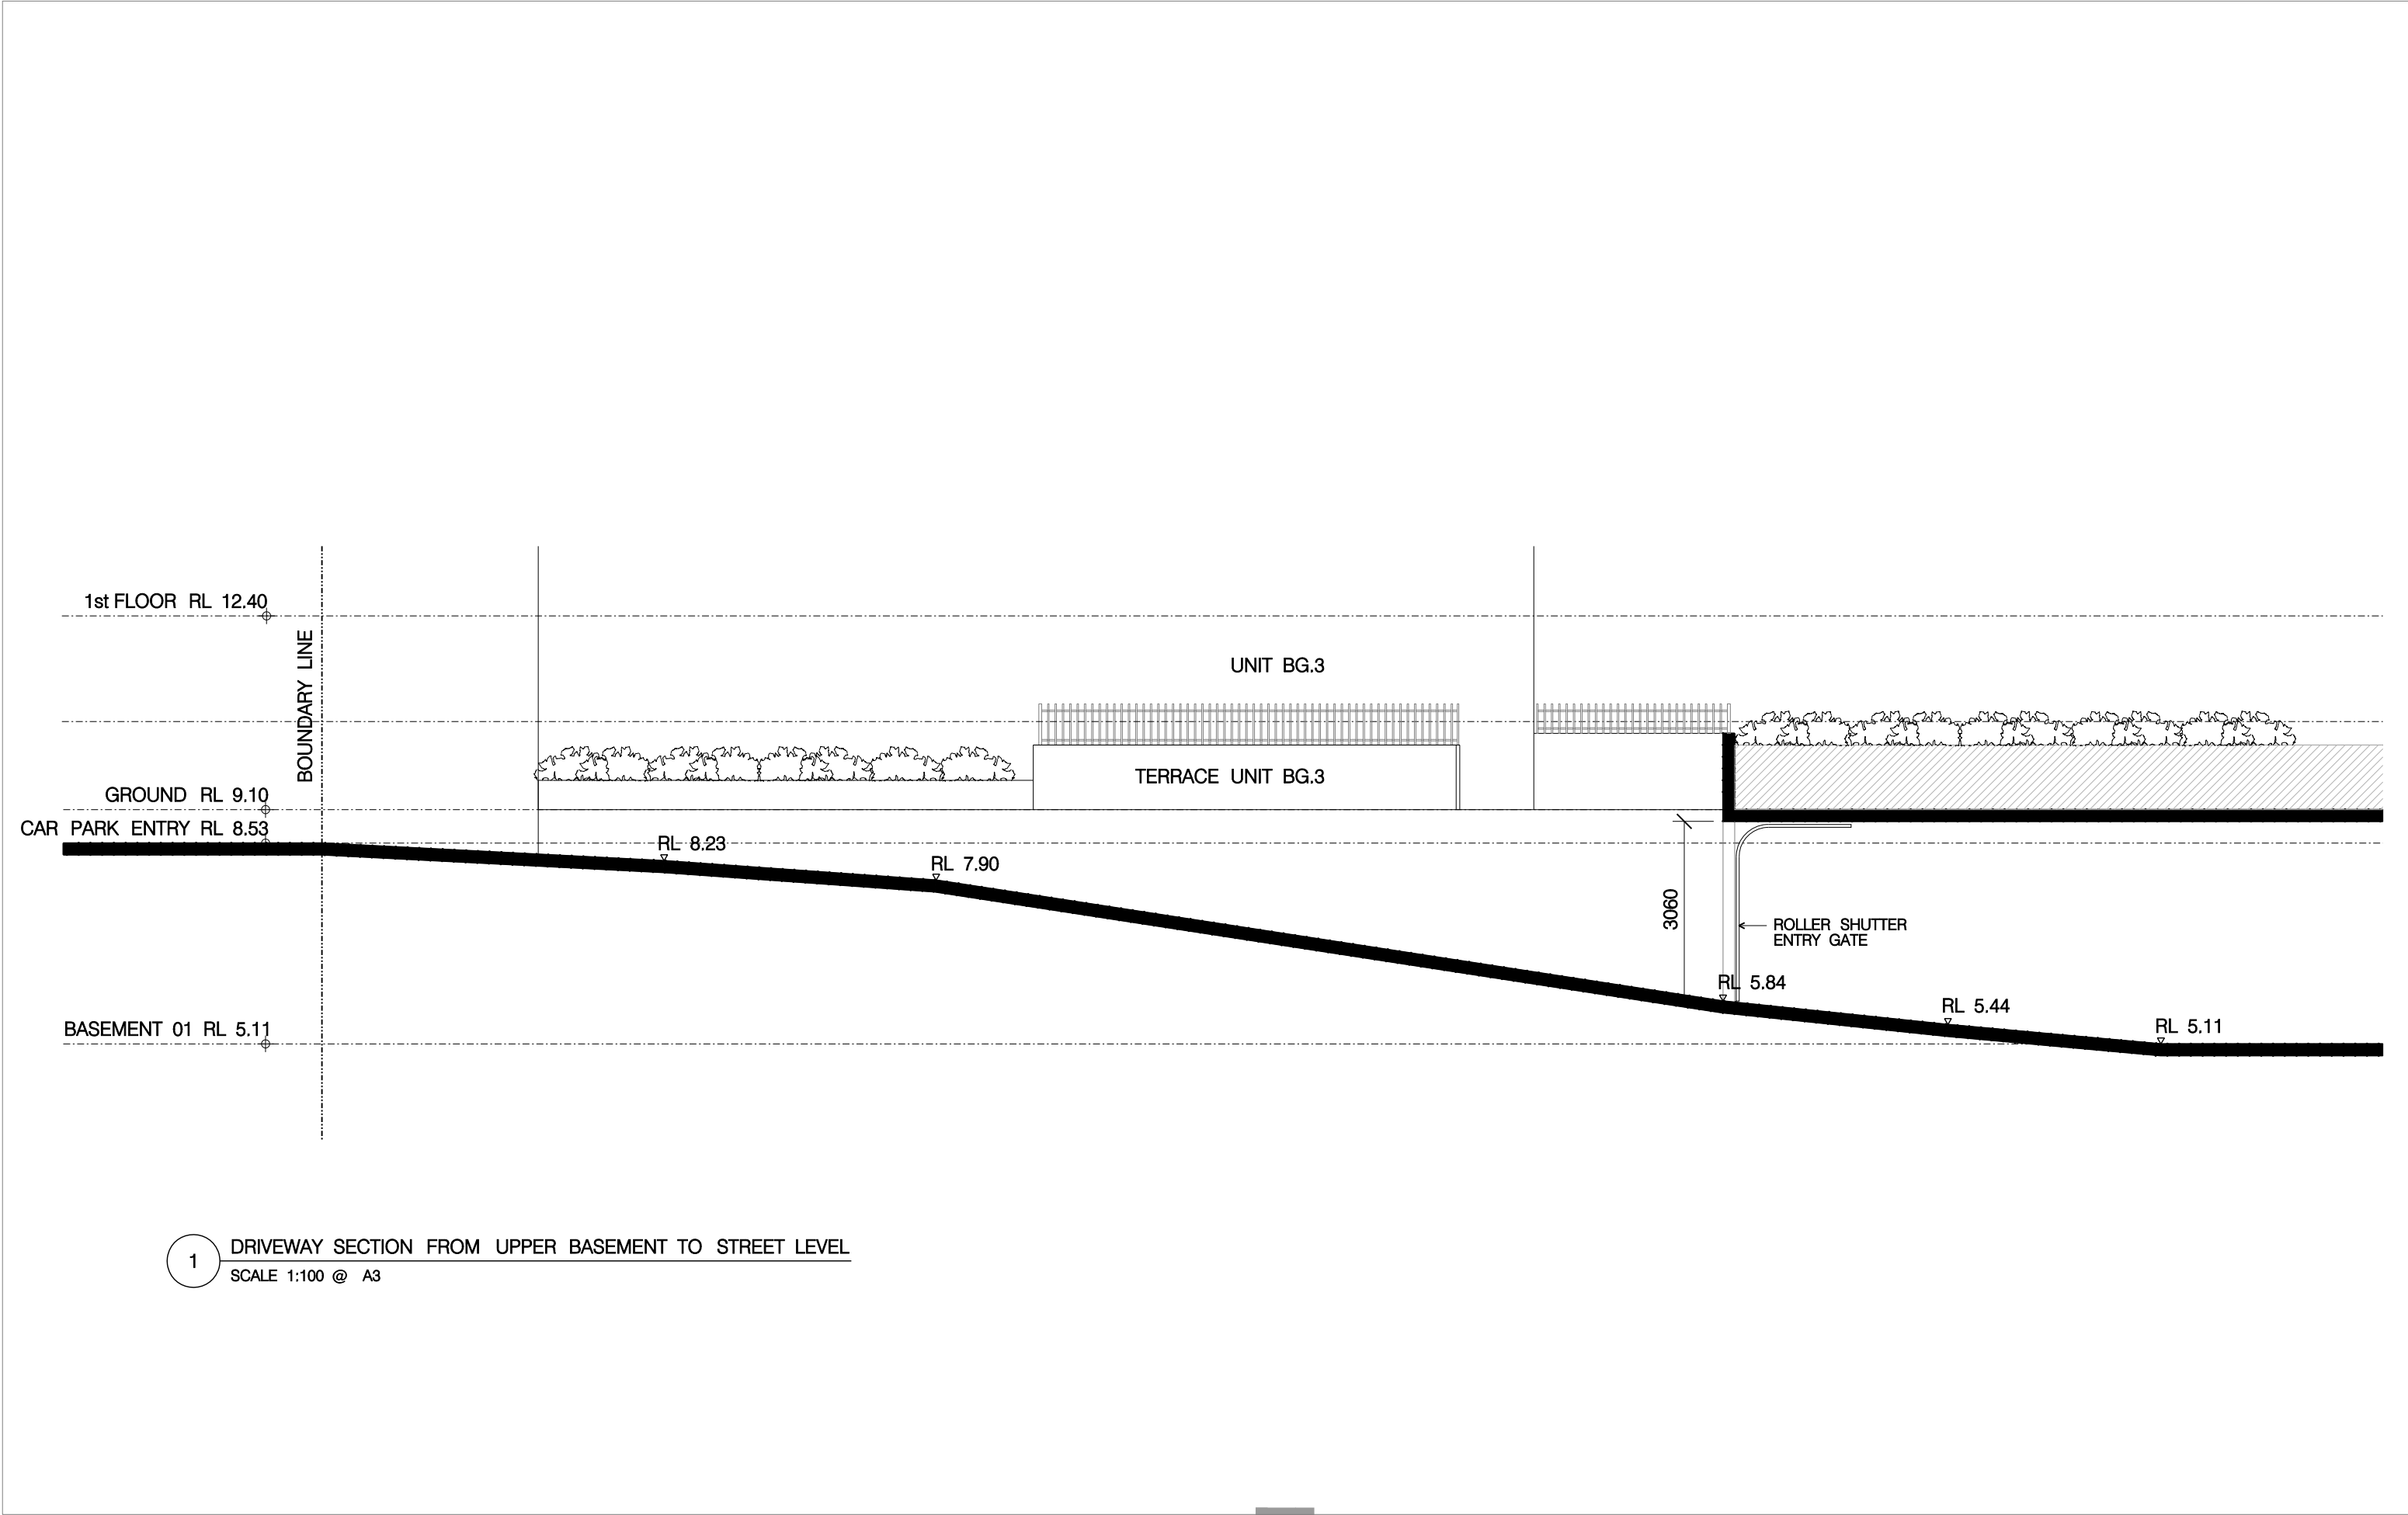 1st FLOOR RL 12.40
BOUNDARY LINE
UNIT BG.3
TERRACE UNIT BG.3
GROUND RL 9.10
CAR PARK ENTRY RL 8.53
RL 8.23
RL 7.90
3060
ROLLER SHUTTER
ENTRY GATE
RL 5.84
RL 5.44
RL 5.11
BASEMENT 01 RL 5.11
1
DRIVEWAY SECTION FROM UPPER BASEMENT TO STREET LEVEL
SCALE 1:100 @ A3